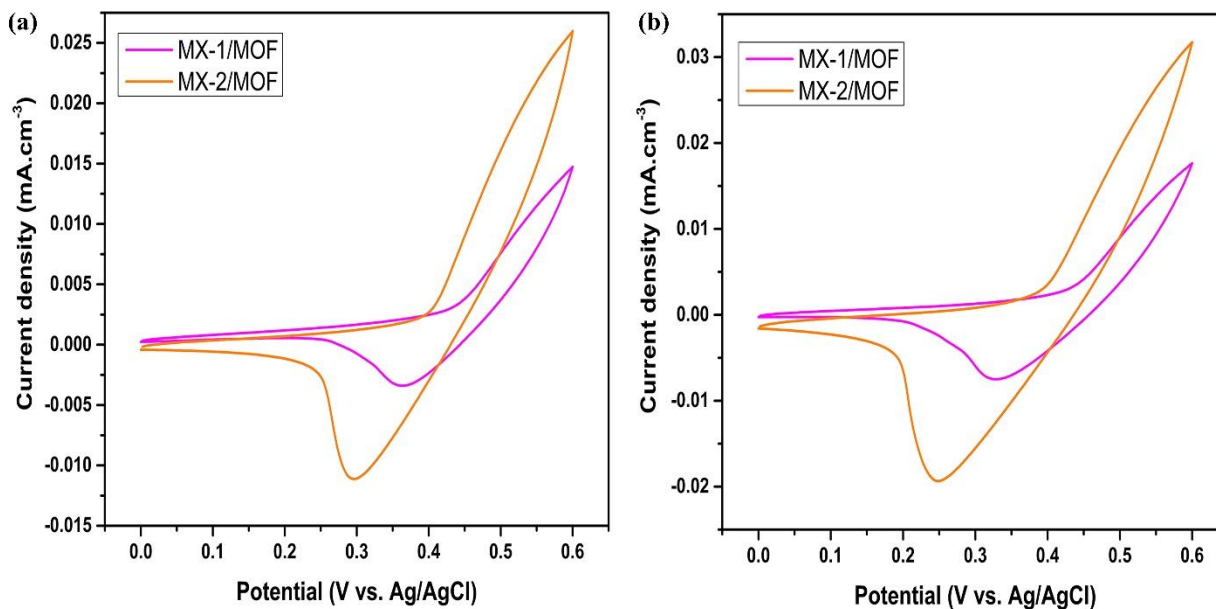 (a)
MX-1/MOF
MX-2/MOF
0.025
0.020
0.015
0.010
0.005
0.000
-0.005
-0.010
-0.015
Current density (mA.cm⁻³)
0.0 0.1 0.2 0.3 0.4 0.5 0.6
Potential (V vs. Ag/AgCl)
(b)
MX-1/MOF
MX-2/MOF
0.03
0.02
0.01
0.00
-0.01
-0.02
Current density (mA.cm⁻³)
0.0 0.1 0.2 0.3 0.4 0.5 0.6
Potential (V vs. Ag/AgCl)